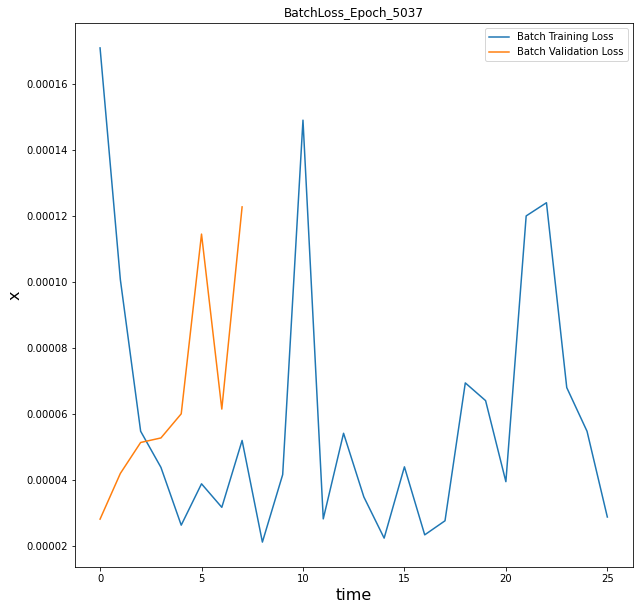 BatchLoss_Epoch_5037
Batch Training Loss
Batch Validation Loss
0.00016
0.00014
0.00012
0.00010
0.00008
0.00006
0.00004
0.00002
x
0 5 10 15 20 25
time